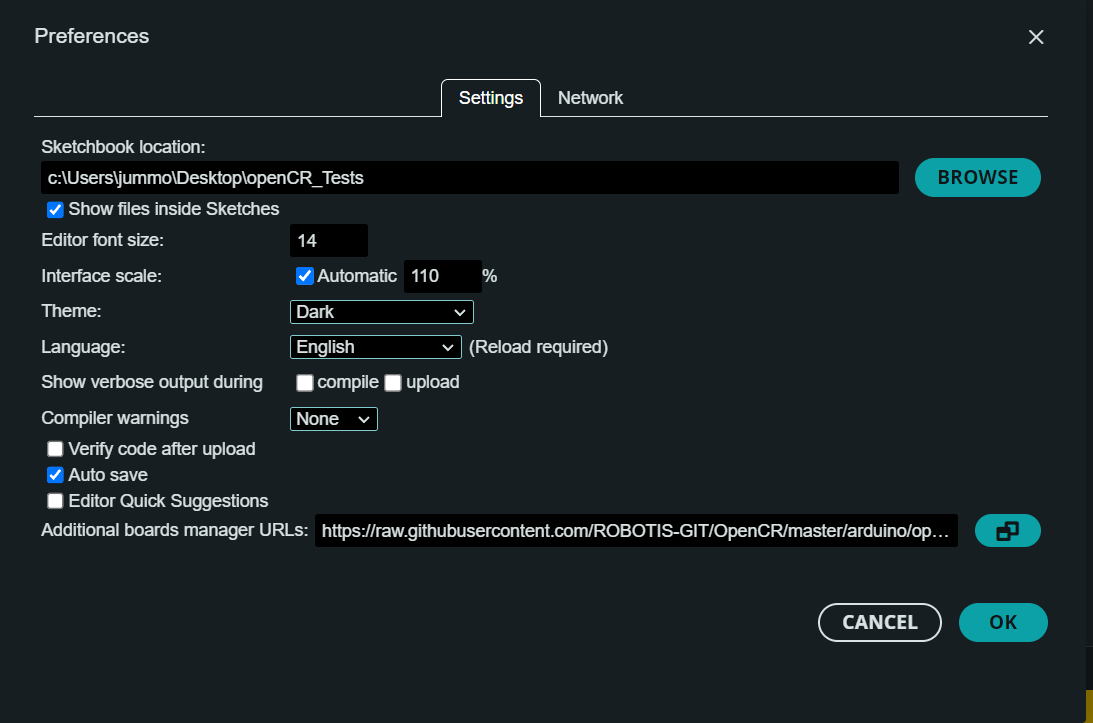 Preferences
Settings Network
Sketchbook location:
c:\Users\jummo\Desktop\openCR_Tests BROWSE
Show files inside Sketches
Editor font size: 14
Interface scale: Automatic 110 %
Theme: Dark
Language: English (Reload required)
Show verbose output during compile upload
Compiler warnings None
Verify code after upload
Auto save
Editor Quick Suggestions
Additional boards manager URLs: https://raw.githubusercontent.com/ROBOTIS-GIT/OpenCR/master/arduino/op…
CANCEL OK